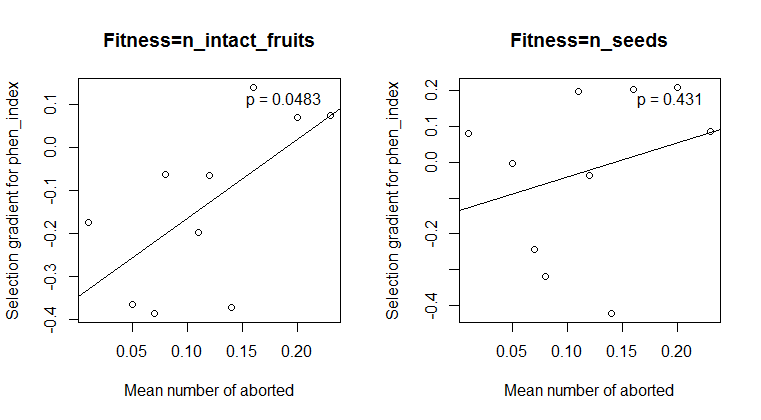 Fitness=n_intact_fruits
Selection gradient for phen_index
0.1
0.0
-0.1
-0.2
-0.3
-0.4
p = 0.0483
0.05
0.10
0.15
0.20
Mean number of aborted
Fitness=n_seeds
Selection gradient for phen_index
0.2
0.1
0.0
-0.2
-0.4
p = 0.431
0.05
0.10
0.15
0.20
Mean number of aborted